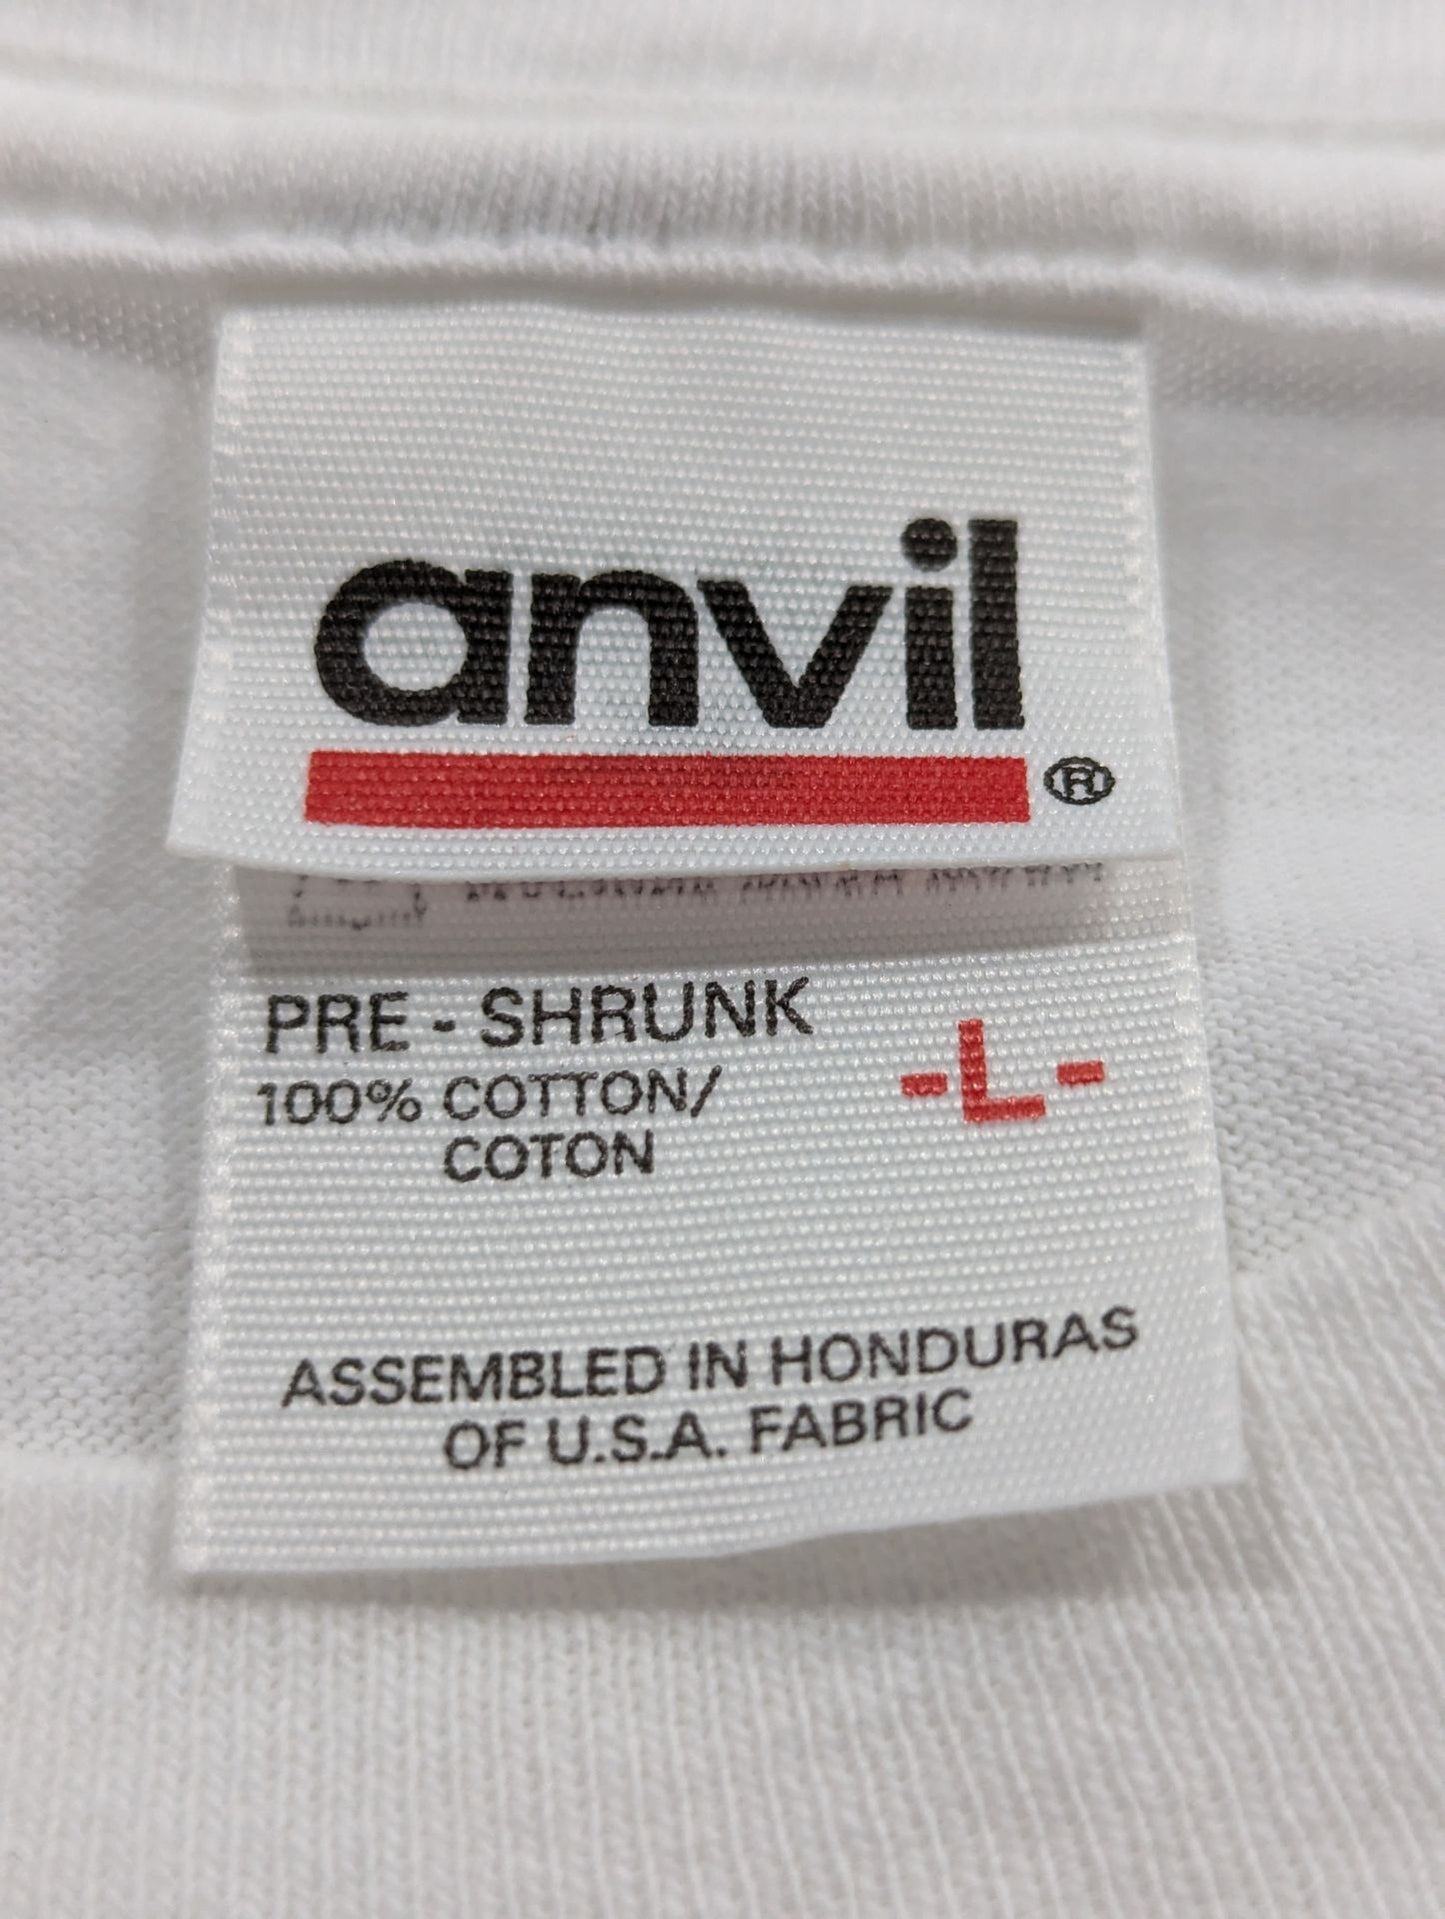 anvil
®
PRE - SHRUNK
100% COTTON/
COTON
-L-
ASSEMBLED IN HONDURAS
OF U.S.A. FABRIC